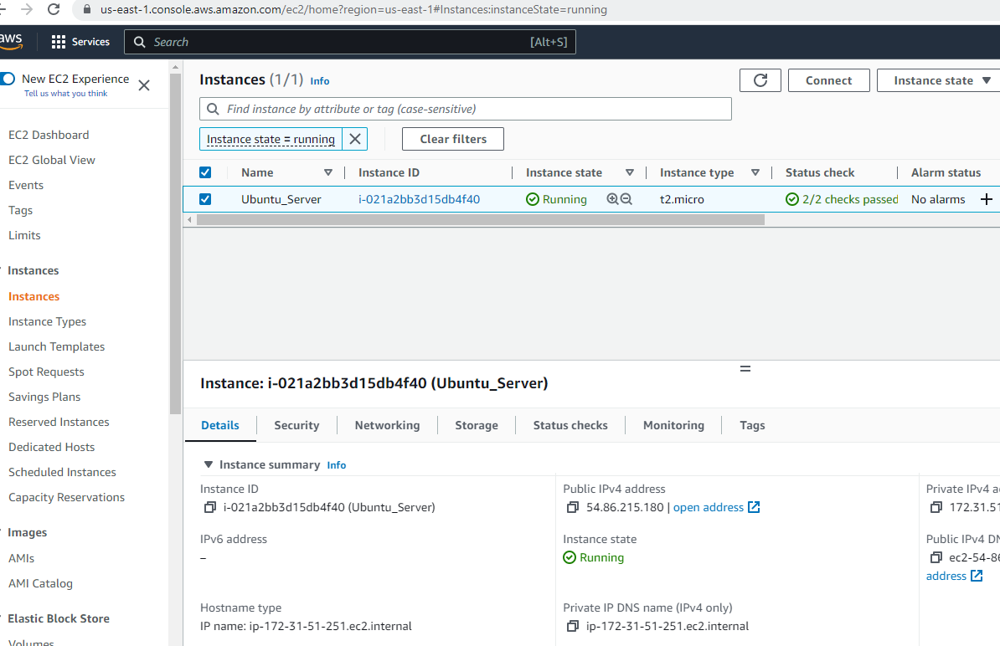 us-east-1.console.aws.amazon.com/ec2/home?region=us-east-1#Instances:instanceState=running
aws
Services
Search [Alt+S]
New EC2 Experience
Tell us what you think
EC2 Dashboard
EC2 Global View
Events
Tags
Limits
Instances
Instances
Instance Types
Launch Templates
Spot Requests
Savings Plans
Reserved Instances
Dedicated Hosts
Scheduled Instances
Capacity Reservations
Images
AMIs
AMI Catalog
Elastic Block Store
Volumes
Instances (1/1) Info
Connect
Instance state
Find instance by attribute or tag (case-sensitive)
Instance state = running
Clear filters
Name Instance ID Instance state Instance type Status check Alarm status
Ubuntu_Server i-021a2bb3d15db4f40 Running t2.micro 2/2 checks passed No alarms
Instance: i-021a2bb3d15db4f40 (Ubuntu_Server)
Details Security Networking Storage Status checks Monitoring Tags
Instance summary Info
Instance ID
i-021a2bb3d15db4f40 (Ubuntu_Server)
Public IPv4 address
54.86.215.180 | open address
Private IPv4 a
172.31.51
IPv6 address
–
Instance state
Running
Public IPv4 DN
ec2-54-86
address
Hostname type
IP name: ip-172-31-51-251.ec2.internal
Private IP DNS name (IPv4 only)
ip-172-31-51-251.ec2.internal